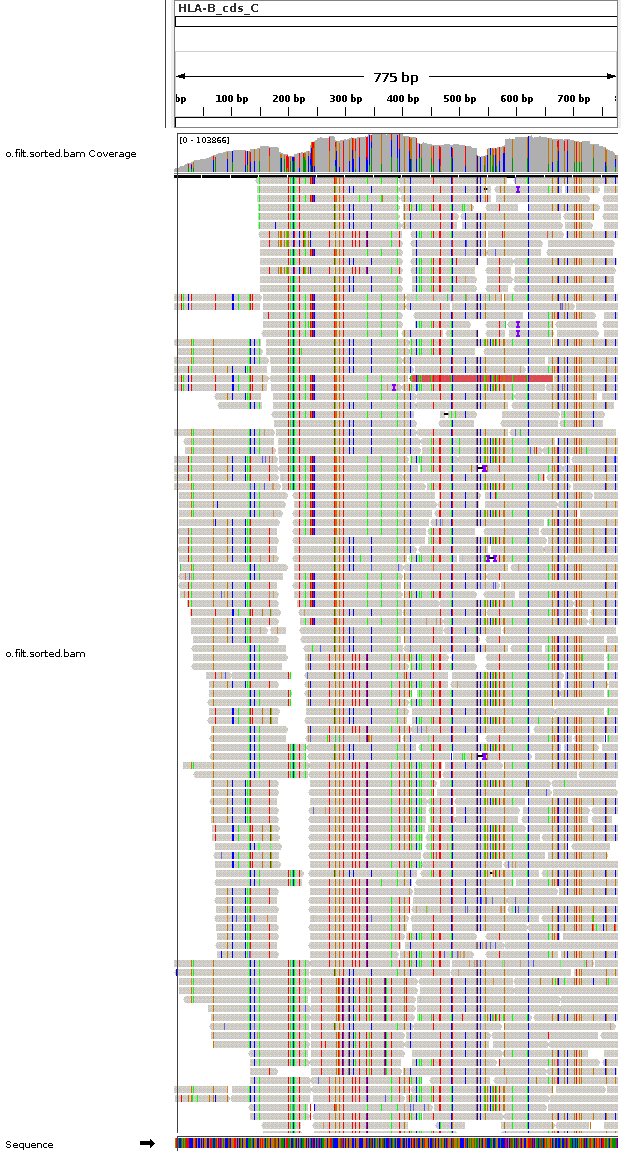 HLA-B_cds_C
775 bp
bp 100 bp 200 bp 300 bp 400 bp 500 bp 600 bp 700 bp
[0 - 103866]
o.filt.sorted.bam Coverage
o.filt.sorted.bam
Sequence